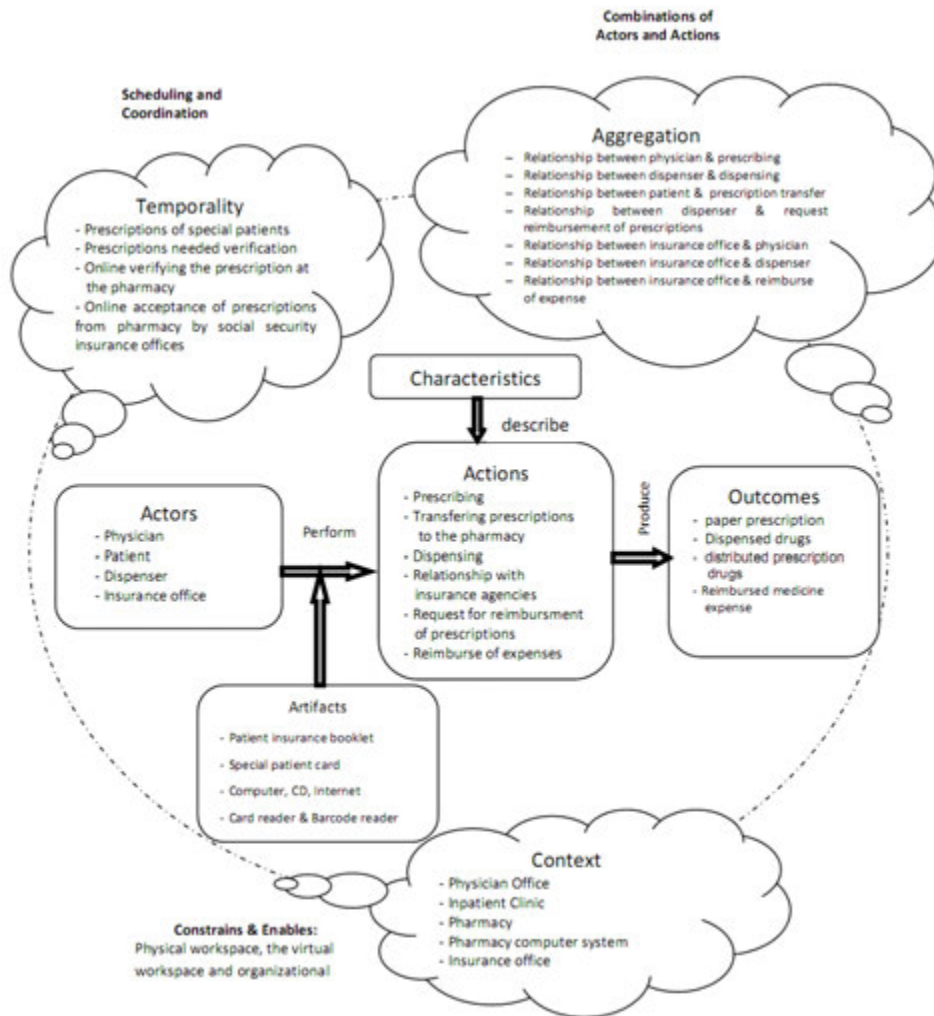 Combinations of
Actors and Actions
Scheduling and
Coordination
Aggregation
– Relationship between physician & prescribing
– Relationship between dispenser & dispensing
– Relationship between patient & prescription transfer
– Relationship between dispenser & request
reimbursement of prescriptions
– Relationship between insurance office & physician
– Relationship between insurance office & dispenser
– Relationship between insurance office & reimburse
of expense
Temporality
- Prescriptions of special patients
- Prescriptions needed verification
- Online verifying the prescription at
the pharmacy
- Online acceptance of prescriptions
from pharmacy by social security
insurance offices
Characteristics
describe
Actors
- Physician
- Patient
- Dispenser
- Insurance office
Perform
Actions
- Prescribing
- Transfering prescriptions
to the pharmacy
- Dispensing
- Relationship with
insurance agencies
- Request for reimbursment
of prescriptions
- Reimburse of expenses
Produce
Outcomes
- paper prescription
- Dispensed drugs
- distributed prescription
drugs
- Reimbursed medicine
expense
Artifacts
- Patient insurance booklet
- Special patient card
- Computer, CD, Internet
- Card reader & Barcode reader
Context
- Physician Office
- Inpatient Clinic
- Pharmacy
- Pharmacy computer system
- Insurance office
Constrains & Enables:
Physical workspace, the virtual
workspace and organizational